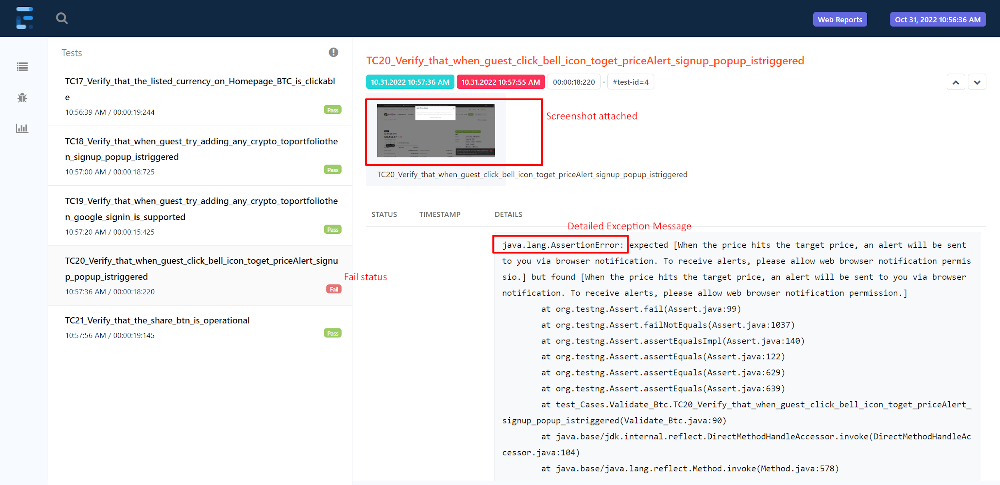 Web Reports
Oct 31, 2022 10:56:36 AM
Tests
TC17_Verify_that_the_listed_currency_on_Homepage_BTC_is_clickabl
e
10:56:39 AM / 00:00:19:244
Pass
TC18_Verify_that_when_guest_try_adding_any_crypto_toportfoliothe
n_signup_popup_istriggered
10:57:00 AM / 00:00:18:725
Pass
TC19_Verify_that_when_guest_try_adding_any_crypto_toportfoliothe
n_google_signin_is_supported
10:57:20 AM / 00:00:15:425
Pass
TC20_Verify_that_when_guest_click_bell_icon_toget_priceAlert_signu
p_popup_istriggered
10:57:36 AM / 00:00:18:220
Fail
Fail status
TC21_Verify_that_the_share_btn_is_operational
10:57:56 AM / 00:00:19:145
Pass
TC20_Verify_that_when_guest_click_bell_icon_toget_priceAlert_signup_popup_istriggered
10.31.2022 10:57:36 AM
10.31.2022 10:57:55 AM
00:00:18:220
· #test-id=4
$20,552.17
Screenshot attached
TC20_Verify_that_when_guest_click_bell_icon_toget_priceAlert_signup_popup_istriggered
STATUS TIMESTAMP DETAILS
Detailed Exception Message
java.lang.AssertionError: expected [When the price hits the target price, an alert will be sent
to you via browser notification. To receive alerts, please allow web browser notification permis
sio.] but found [When the price hits the target price, an alert will be sent to you via browser
notification. To receive alerts, please allow web browser notification permission.]
at org.testng.Assert.fail(Assert.java:99)
at org.testng.Assert.failNotEquals(Assert.java:1037)
at org.testng.Assert.assertEqualsImpl(Assert.java:140)
at org.testng.Assert.assertEquals(Assert.java:122)
at org.testng.Assert.assertEquals(Assert.java:629)
at org.testng.Assert.assertEquals(Assert.java:639)
at test_Cases.Validate_Btc.TC20_Verify_that_when_guest_click_bell_icon_toget_priceAlert_
signup_popup_istriggered(Validate_Btc.java:90)
at java.base/jdk.internal.reflect.DirectMethodHandleAccessor.invoke(DirectMethodHandleAc
cessor.java:104)
at java.base/java.lang.reflect.Method.invoke(Method.java:578)